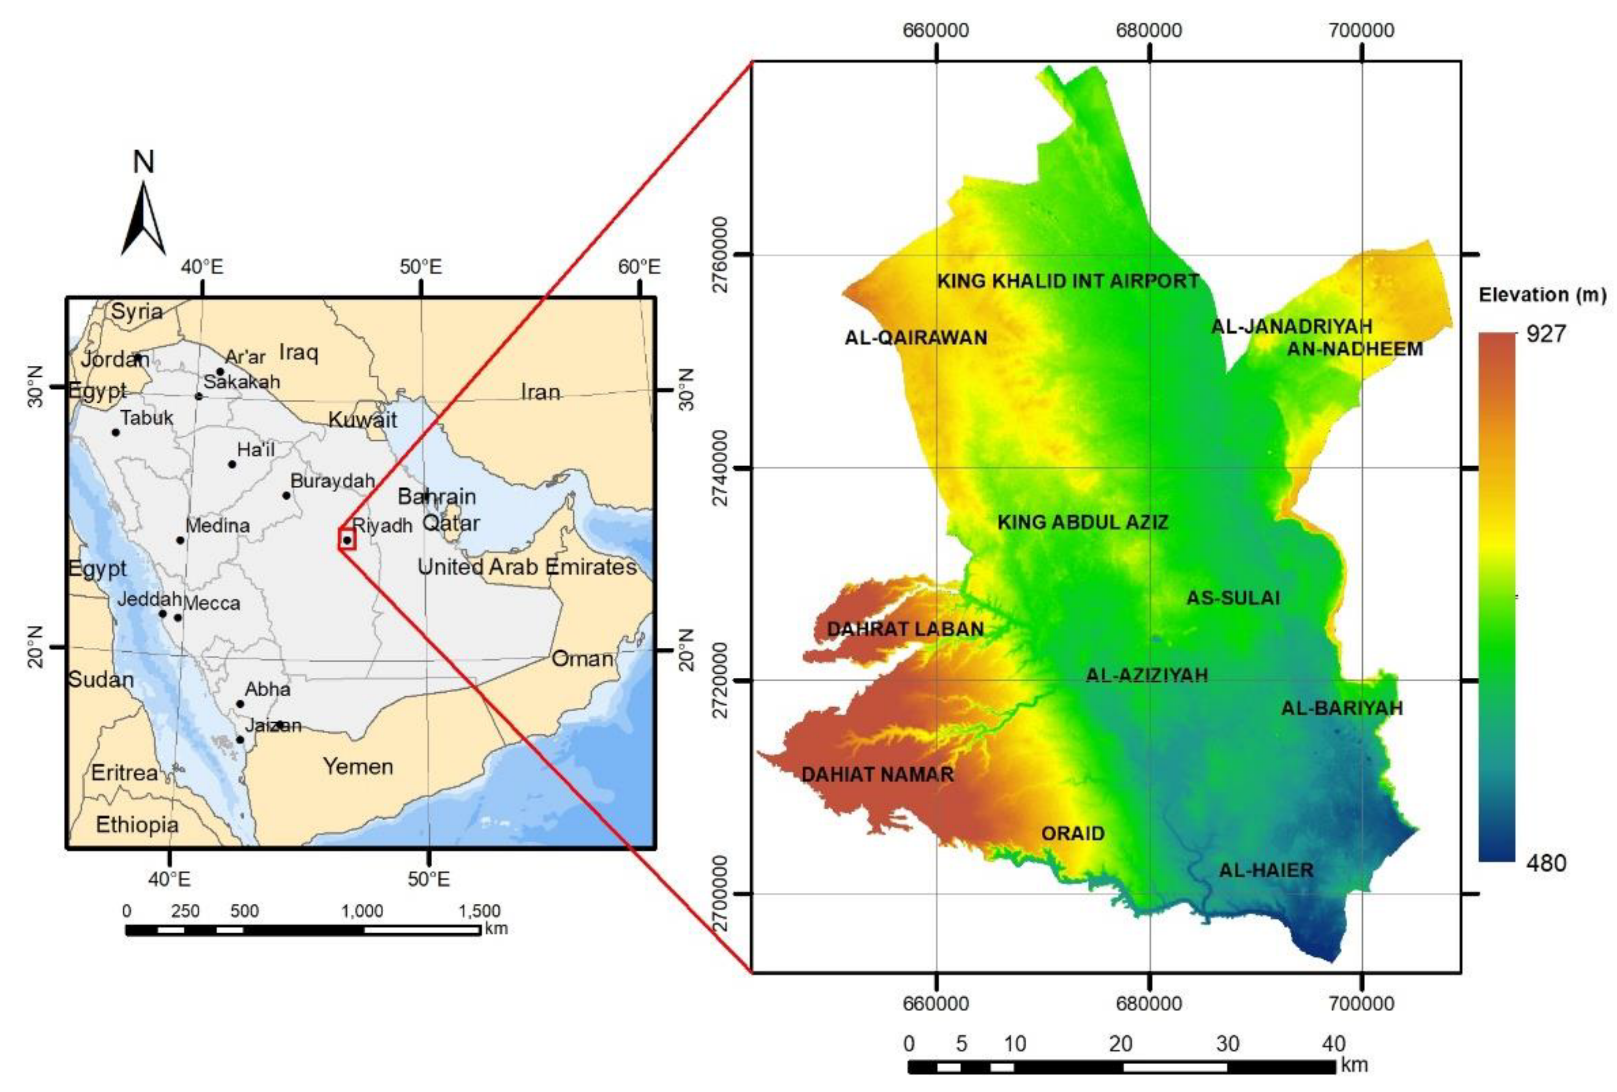 N
40°E
50°E
60°E
30°N
20°N
30°N
20°N
40°E
50°E
Syria
Jordan
Ar'ar
Iraq
Sakakah
Egypt
Iran
Tabuk
Kuwait
Ha'il
Buraydah
Bahrain
Medina
Riyadh
Qatar
Egypt
United Arab Emirates
Jeddah
Mecca
Oman
Sudan
Abha
Jaizan
Yemen
Eritrea
Ethiopia
0 250 500 1,000 1,500
km
660000 680000 700000
2760000
2740000
2720000
2700000
KING KHALID INT AIRPORT
AL-JANADRIYAH
AL-QAIRAWAN
AN-NADHEEM
KING ABDUL AZIZ
AS-SULAI
DAHRAT LABAN
AL-AZIZIYAH
AL-BARIYAH
DAHIAT NAMAR
ORAID
AL-HAIER
660000 680000 700000
0 5 10 20 30 40
km
Elevation (m)
927
480